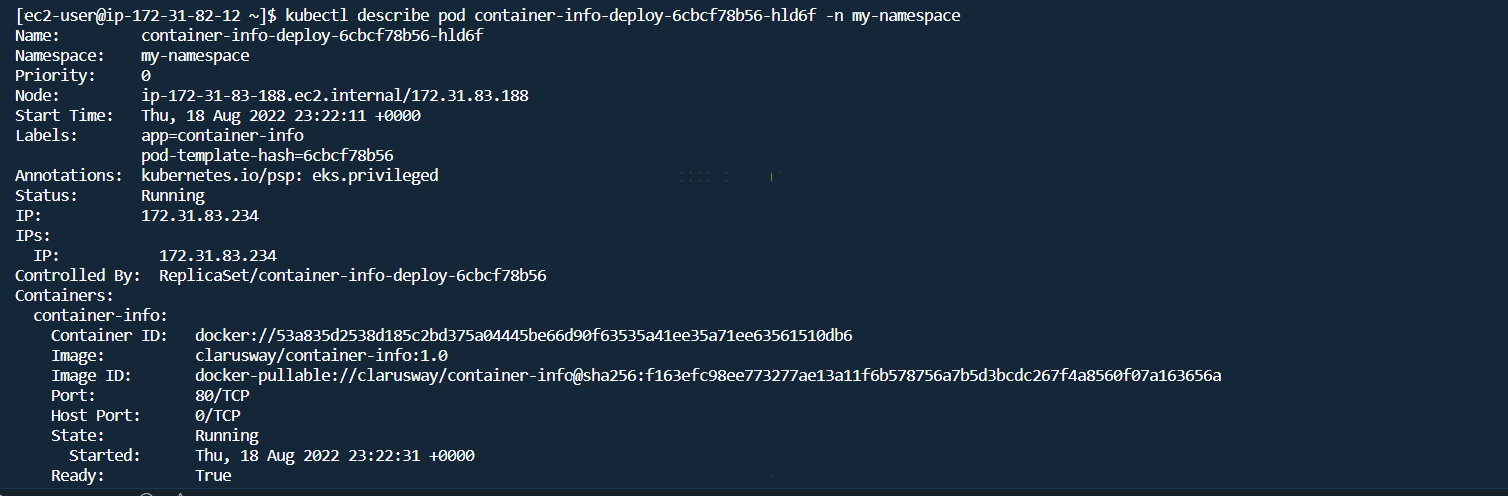 [ec2-user@ip-172-31-82-12 ~]$ kubectl describe pod container-info-deploy-6cbcf78b56-hld6f -n my-namespace
Name:         container-info-deploy-6cbcf78b56-hld6f
Namespace:    my-namespace
Priority:     0
Node:         ip-172-31-83-188.ec2.internal/172.31.83.188
Start Time:   Thu, 18 Aug 2022 23:22:11 +0000
Labels:       app=container-info
              pod-template-hash=6cbcf78b56
Annotations:  kubernetes.io/psp: eks.privileged
Status:       Running
IP:           172.31.83.234
IPs:
  IP:           172.31.83.234
Controlled By:  ReplicaSet/container-info-deploy-6cbcf78b56
Containers:
  container-info:
    Container ID:   docker://53a835d2538d185c2bd375a04445be66d90f63535a41ee35a71ee63561510db6
    Image:          clarusway/container-info:1.0
    Image ID:       docker-pullable://clarusway/container-info@sha256:f163efc98ee773277ae13a11f6b578756a7b5d3bcdc267f4a8560f07a163656a
    Port:           80/TCP
    Host Port:      0/TCP
    State:          Running
      Started:      Thu, 18 Aug 2022 23:22:31 +0000
    Ready:          True